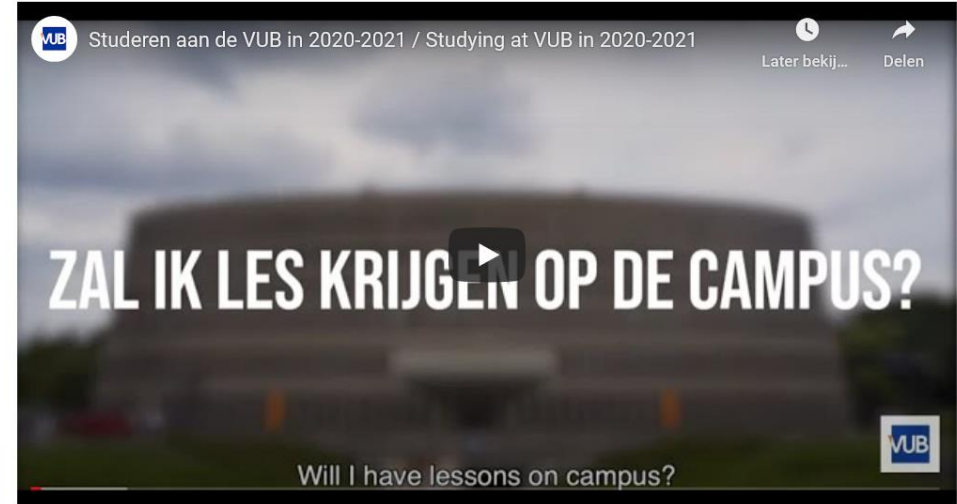 VUB
Studeren aan de VUB in 2020-2021 / Studying at VUB in 2020-2021
Later bekij...
Delen
ZAL IK LES KRIJGEN OP DE CAMPUS?
VUB
Will I have lessons on campus?